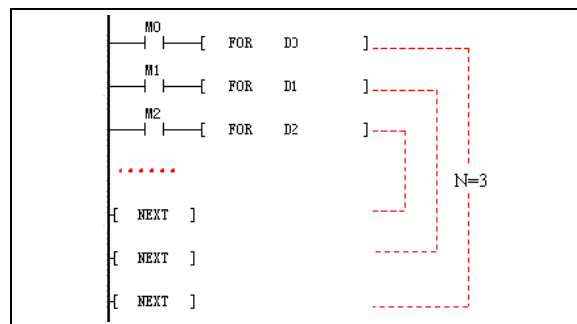 M0
[ FOR D0 ]
M1
[ FOR D1 ]
M2
[ FOR D2 ]
N=3
[ NEXT ]
[ NEXT ]
[ NEXT ]